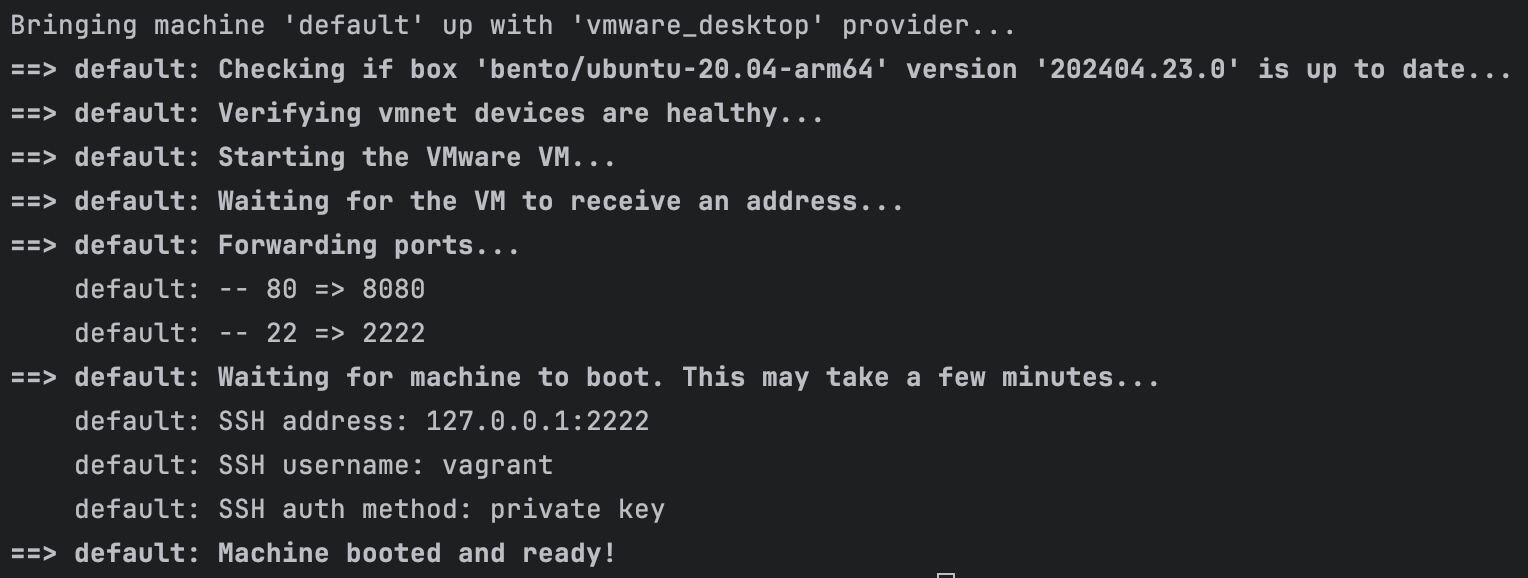 Bringing machine 'default' up with 'vmware_desktop' provider...
==> default: Checking if box 'bento/ubuntu-20.04-arm64' version '202404.23.0' is up to date...
==> default: Verifying vmnet devices are healthy...
==> default: Starting the VMware VM...
==> default: Waiting for the VM to receive an address...
==> default: Forwarding ports...
    default: -- 80 => 8080
    default: -- 22 => 2222
==> default: Waiting for machine to boot. This may take a few minutes...
    default: SSH address: 127.0.0.1:2222
    default: SSH username: vagrant
    default: SSH auth method: private key
==> default: Machine booted and ready!